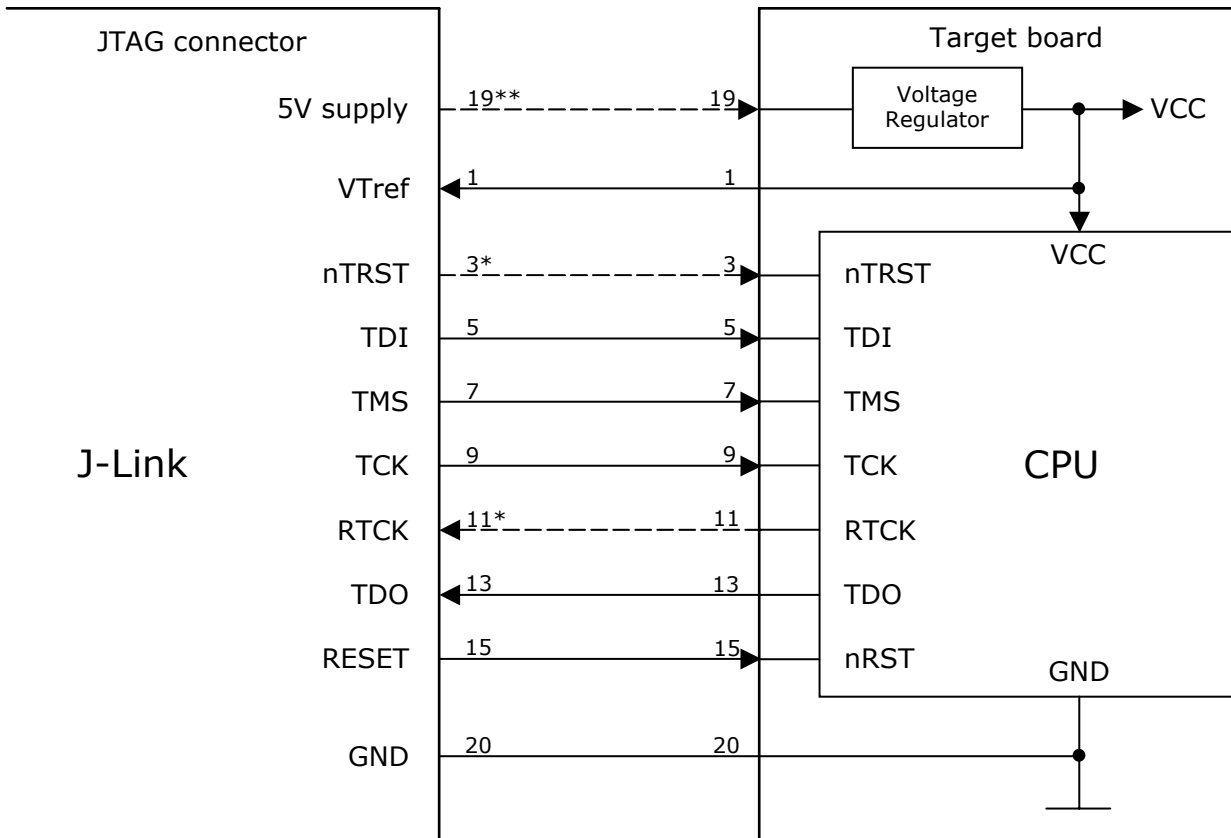 JTAG connector
Target board
5V supply
19**
19
Voltage
Regulator
VCC
VTref
1
1
VCC
nTRST
3*
3
nTRST
TDI
5
5
TDI
TMS
7
7
TMS
J-Link
TCK
9
9
TCK
CPU
RTCK
11*
11
RTCK
TDO
13
13
TDO
RESET
15
15
nRST
GND
GND
20
20